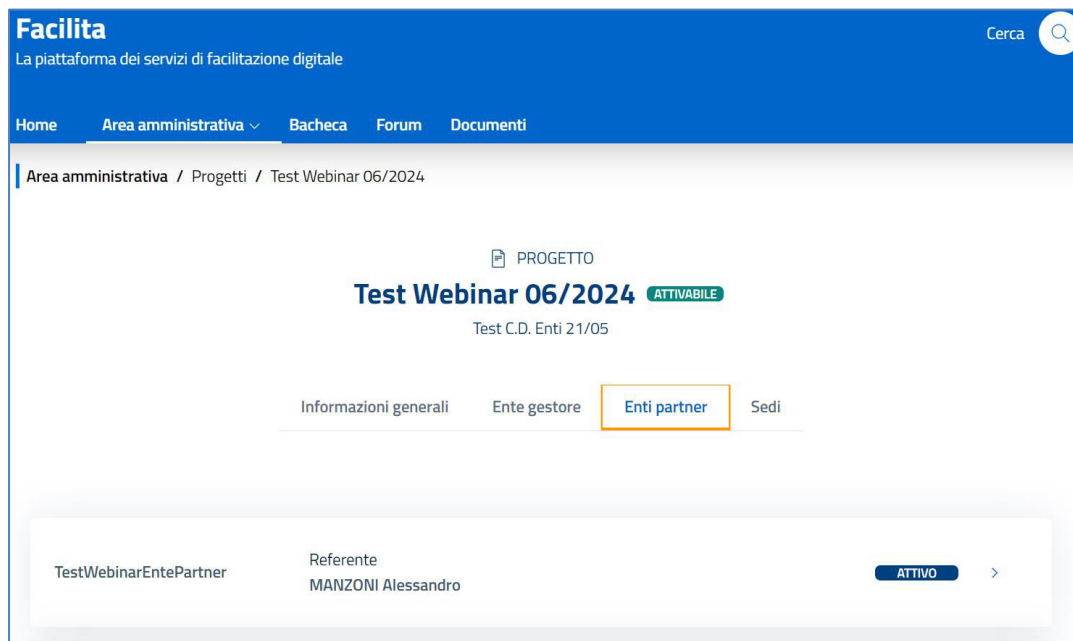 Facilita
Cerca
La piattaforma dei servizi di facilitazione digitale
Home Area amministrativa Bacheca Forum Documenti
Area amministrativa / Progetti / Test Webinar 06/2024
PROGETTO
Test Webinar 06/2024 ATTIVABILE
Test C.D. Enti 21/05
Informazioni generali Ente gestore Enti partner Sedi
Referente
TestWebinarEntePartner
MANZONI Alessandro
ATTIVO